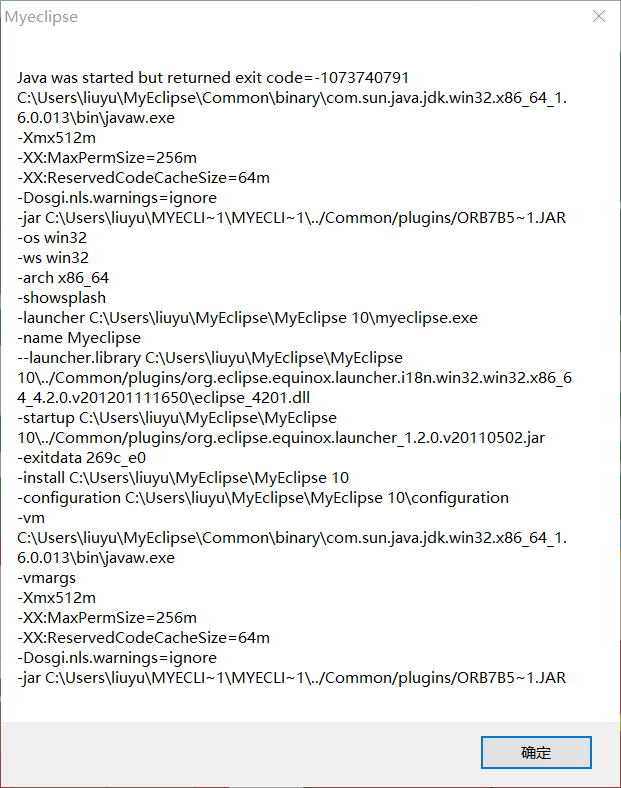 Myeclipse
Java was started but returned exit code=-1073740791
C:\Users\liuyu\MyEclipse\Common\binary\com.sun.java.jdk.win32.x86_64_1.
6.0.013\bin\javaw.exe
-Xmx512m
-XX:MaxPermSize=256m
-XX:ReservedCodeCacheSize=64m
-Dosgi.nls.warnings=ignore
-jar C:\Users\liuyu\MYECLI~1\MYECLI~1\../Common/plugins/ORB7B5~1.JAR
-os win32
-ws win32
-arch x86_64
-showsplash
-launcher C:\Users\liuyu\MyEclipse\MyEclipse 10\myeclipse.exe
-name Myeclipse
--launcher.library C:\Users\liuyu\MyEclipse\MyEclipse
10\../Common/plugins/org.eclipse.equinox.launcher.i18n.win32.win32.x86_6
4_4.2.0.v201201111650\eclipse_4201.dll
-startup C:\Users\liuyu\MyEclipse\MyEclipse
10\../Common/plugins/org.eclipse.equinox.launcher_1.2.0.v20110502.jar
-exitdata 269c_e0
-install C:\Users\liuyu\MyEclipse\MyEclipse 10
-configuration C:\Users\liuyu\MyEclipse\MyEclipse 10\configuration
-vm
C:\Users\liuyu\MyEclipse\Common\binary\com.sun.java.jdk.win32.x86_64_1.
6.0.013\bin\javaw.exe
-vmargs
-Xmx512m
-XX:MaxPermSize=256m
-XX:ReservedCodeCacheSize=64m
-Dosgi.nls.warnings=ignore
-jar C:\Users\liuyu\MYECLI~1\MYECLI~1\../Common/plugins/ORB7B5~1.JAR
确定